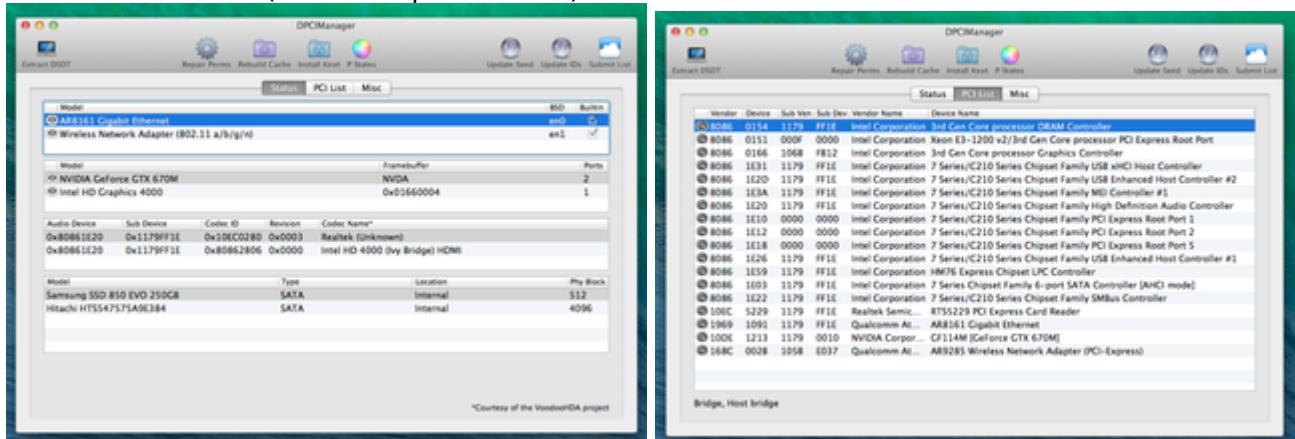 DPCIManager
Extract DSDT Repair Perms Rebuild Cache Install Kext P States Update Seed Update IDs Submit List
Status PCI List Misc
Model BSD Builtin
AR8161 Gigabit Ethernet en0
Wireless Network Adapter (802.11 a/b/g/n) en1
Model Framebuffer Ports
NVIDIA GeForce GTX 670M NVDA 2
Intel HD Graphics 4000 0x01660004 1
Audio Device Sub Device Codec ID Revision Codec Name*
0x80861E20 0x1179FF1E 0x10EC0280 0x0003 Realtek (Unknown)
0x80861E20 0x1179FF1E 0x80862806 0x0000 Intel HD 4000 (Ivy Bridge) HDMI
Model Type Location Phy Block
Samsung SSD 850 EVO 250GB SATA Internal 512
Hitachi HTS547575A9E384 SATA Internal 4096
*Courtesy of the VoodooHDA project
DPCIManager
Extract DSDT Repair Perms Rebuild Cache Install Kext P States Update Seed Update IDs Submit List
Status PCI List Misc
Vendor Device Sub Ven Sub Dev Vendor Name Device Name
8086 0154 1179 FF1E Intel Corporation 3rd Gen Core processor DRAM Controller
8086 0151 000F 0000 Intel Corporation Xeon E3-1200 v2/3rd Gen Core processor PCI Express Root Port
8086 0166 1068 FB12 Intel Corporation 3rd Gen Core processor Graphics Controller
8086 1E31 1179 FF1E Intel Corporation 7 Series/C210 Series Chipset Family USB xHCI Host Controller
8086 1E2D 1179 FF1E Intel Corporation 7 Series/C210 Series Chipset Family USB Enhanced Host Controller #2
8086 1E3A 1179 FF1E Intel Corporation 7 Series/C210 Series Chipset Family MEI Controller #1
8086 1E20 1179 FF1E Intel Corporation 7 Series/C210 Series Chipset Family High Definition Audio Controller
8086 1E10 0000 0000 Intel Corporation 7 Series/C210 Series Chipset Family PCI Express Root Port 1
8086 1E12 0000 0000 Intel Corporation 7 Series/C210 Series Chipset Family PCI Express Root Port 2
8086 1E18 0000 0000 Intel Corporation 7 Series/C210 Series Chipset Family PCI Express Root Port 5
8086 1E26 1179 FF1E Intel Corporation 7 Series/C210 Series Chipset Family USB Enhanced Host Controller #1
8086 1E59 1179 FF1E Intel Corporation HM76 Express Chipset LPC Controller
8086 1E03 1179 FF1E Intel Corporation 7 Series Chipset Family 6-port SATA Controller [AHCI mode]
8086 1E22 1179 FF1E Intel Corporation 7 Series/C210 Series Chipset Family SMBus Controller
10EC 5229 1179 FF1E Realtek Semic... RTS5229 PCI Express Card Reader
1969 1091 1179 FF1E Qualcomm At... AR8161 Gigabit Ethernet
10DE 1213 1179 0010 NVIDIA Corpor... GF114M [GeForce GTX 670M]
168C 002B 1058 E037 Qualcomm At... AR9285 Wireless Network Adapter (PCI-Express)
Bridge, Host bridge